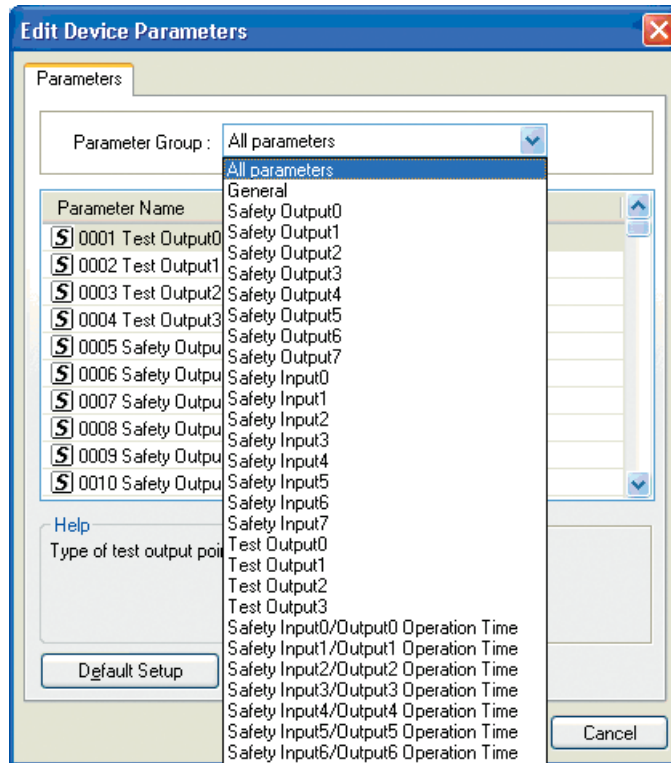 Edit Device Parameters
Parameters
Parameter Group :
All parameters
All parameters
General
Safety Output0
Safety Output1
Safety Output2
Safety Output3
Safety Output4
Safety Output5
Safety Output6
Safety Output7
Safety Input0
Safety Input1
Safety Input2
Safety Input3
Safety Input4
Safety Input5
Safety Input6
Safety Input7
Test Output0
Test Output1
Test Output2
Test Output3
Safety Input0/Output0 Operation Time
Safety Input1/Output1 Operation Time
Safety Input2/Output2 Operation Time
Safety Input3/Output3 Operation Time
Safety Input4/Output4 Operation Time
Safety Input5/Output5 Operation Time
Safety Input6/Output6 Operation Time
Parameter Name
S 0001 Test Output0
S 0002 Test Output1
S 0003 Test Output2
S 0004 Test Output3
S 0005 Safety Outpu
S 0006 Safety Outpu
S 0007 Safety Outpu
S 0008 Safety Outpu
S 0009 Safety Outpu
S 0010 Safety Outpu
Help
Type of test output poi
Default Setup
Cancel